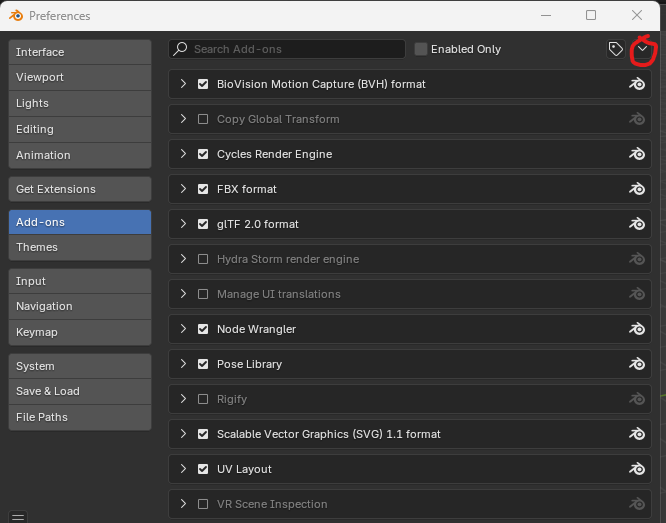 Preferences
Interface
Viewport
Lights
Editing
Animation
Get Extensions
Add-ons
Themes
Input
Navigation
Keymap
System
Save & Load
File Paths
Search Add-ons
Enabled Only
BioVision Motion Capture (BVH) format
Copy Global Transform
Cycles Render Engine
FBX format
glTF 2.0 format
Hydra Storm render engine
Manage UI translations
Node Wrangler
Pose Library
Rigify
Scalable Vector Graphics (SVG) 1.1 format
UV Layout
VR Scene Inspection